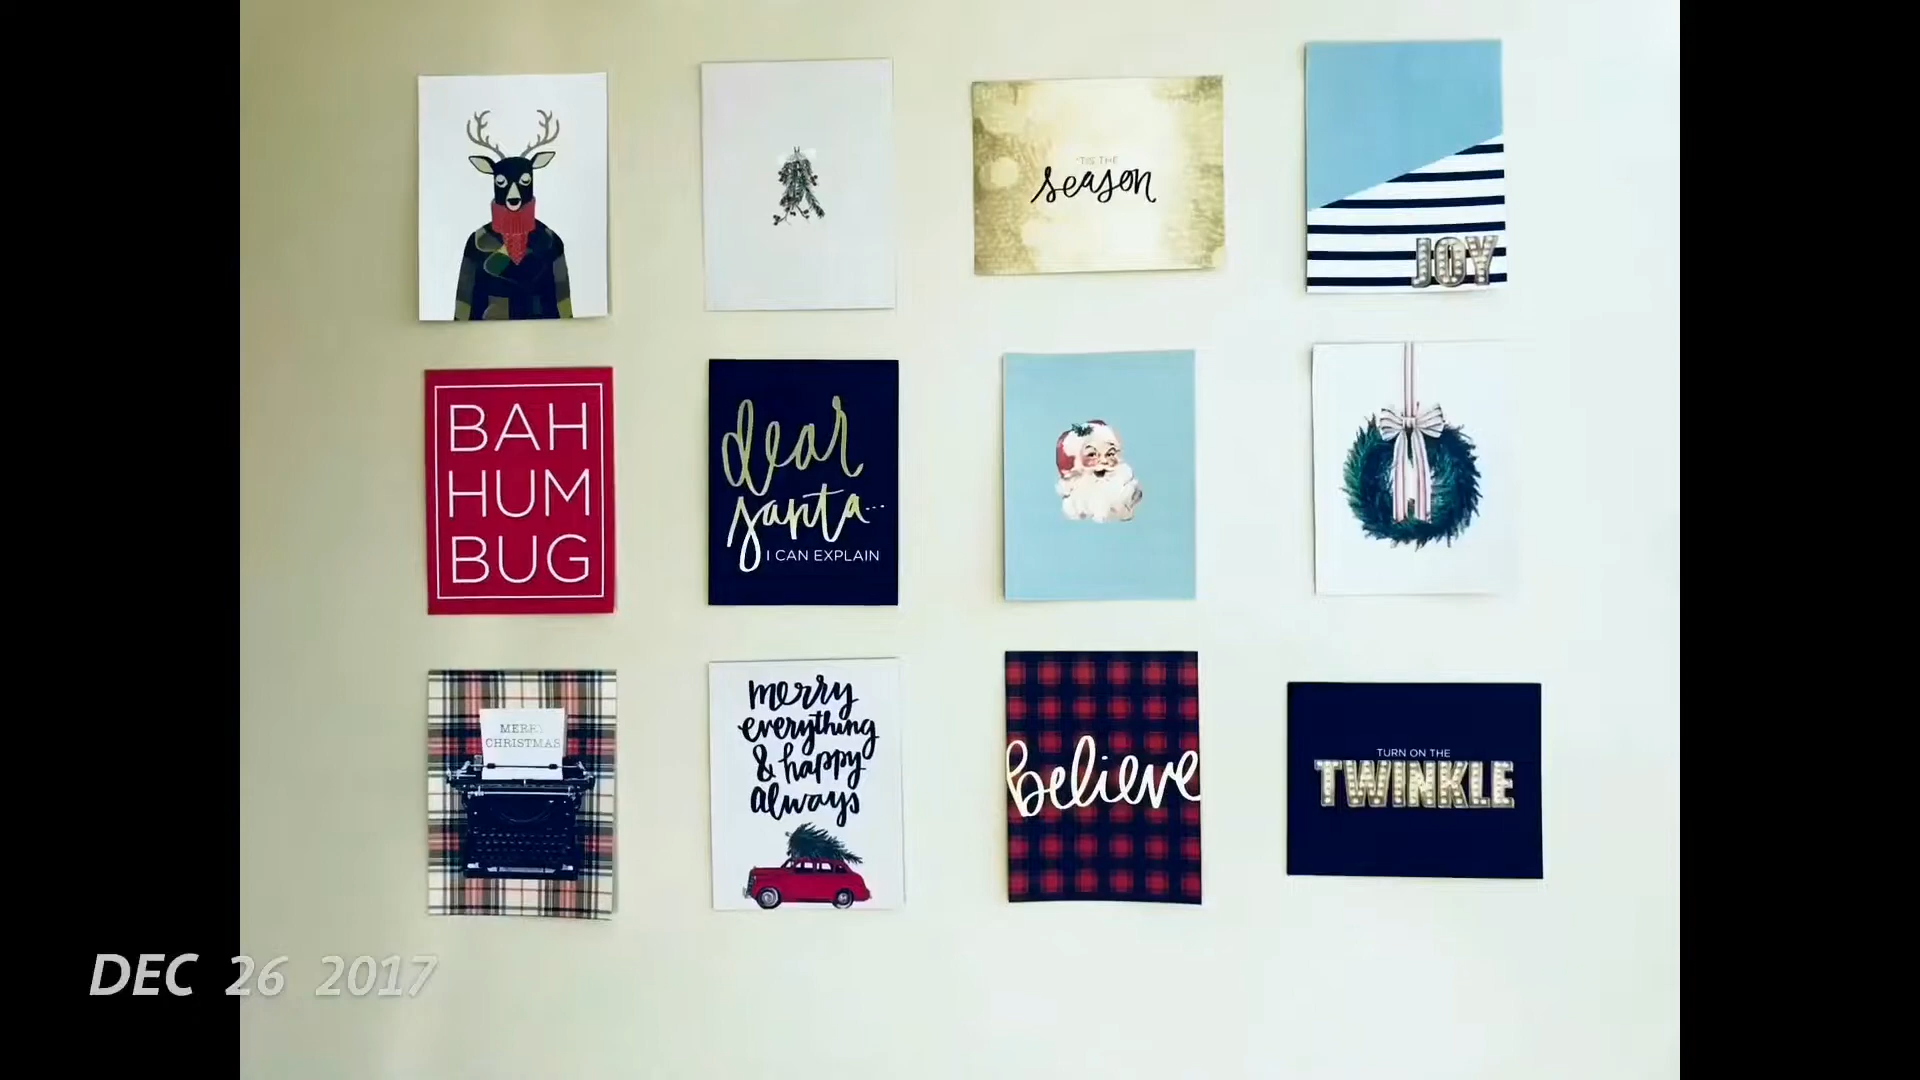 'TIS THE
season
JOY
BAH
HUM
BUG
dear
santa...
I CAN EXPLAIN
MERRY
CHRISTMAS
merry
everything
& happy
always
believe
TURN ON THE
TWINKLE
DEC 26 2017